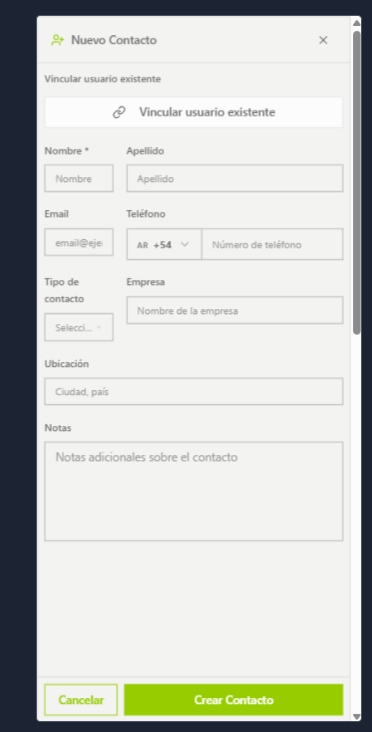 Nuevo Contacto
Vincular usuario existente
Vincular usuario existente
Nombre * Apellido
Nombre Apellido
Email Teléfono
email@eje AR +54 Número de teléfono
Tipo de contacto Empresa
Selecci... Nombre de la empresa
Ubicación
Ciudad, país
Notas
Notas adicionales sobre el contacto
Cancelar Crear Contacto